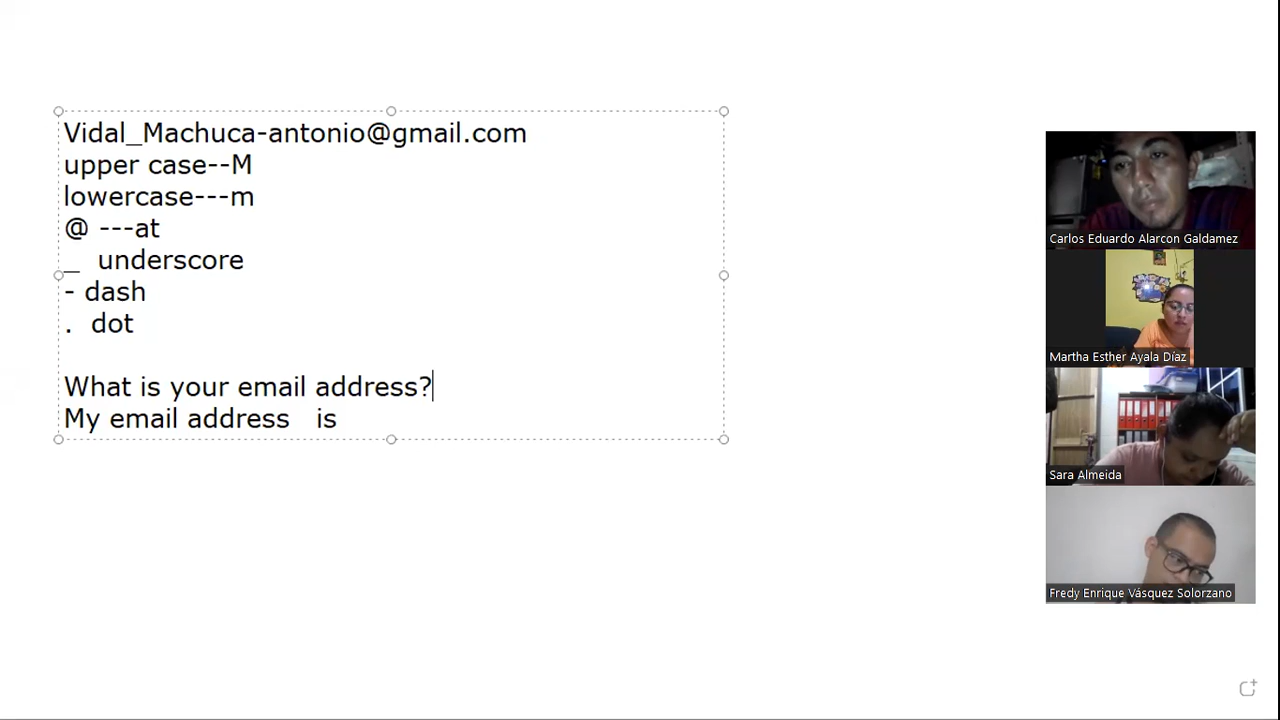 Vidal_Machuca-antonio@gmail.com
upper case--M
lowercase---m
@ ---at
_ underscore
- dash
. dot
What is your email address?
My email address is
Carlos Eduardo Alarcon Galdamez
Martha Esther Ayala Díaz
Sara Almeida
Fredy Enrique Vásquez Solorzano